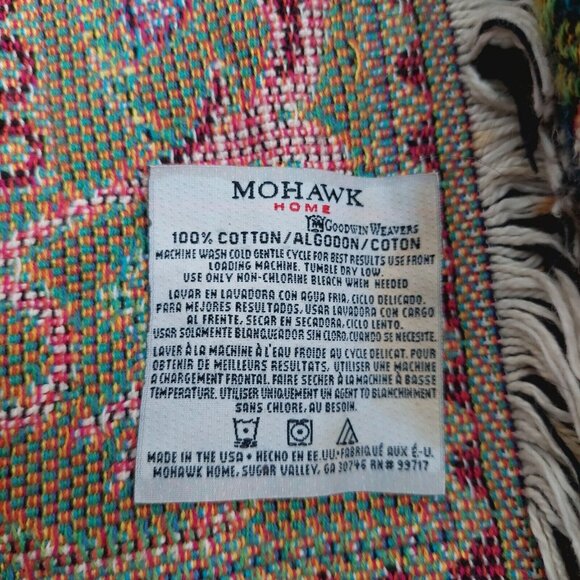 MOHAWK
HOME
GOODWIN WEAVERS
100% COTTON/ALGODON/COTON
MACHINE WASH COLD GENTLE CYCLE FOR BEST RESULTS USE FRONT
LOADING MACHINE. TUMBLE DRY LOW.
USE ONLY NON-CHLORINE BLEACH WHEN NEEDED
LAVAR EN LAVADORA CON AGUA FRIA, CICLO DELICADO.
PARA MEJORES RESULTADOS, USAR LAVADORA CON CARGO
AL FRENTE, SECAR EN SECADORA, CICLO LENTO.
USAR SOLAMENTE BLANQUEADOR SIN CLORO, CUANDO SE NECESITE.
LAVER À LA MACHINE À L'EAU FROIDE AU CYCLE DELICAT. POUR
OBTENIR DE MEILLEURS RESULTATS, UTILISER UNE MACHINE
A CHARGEMENT FRONTAL. FAIRE SECHER À LA MACHINE À BASSE
TEMPERATURE. UTILISER UNIQUEMENT UN AGENT TO BLANCHIMENT
SANS CHLORE, AU BESOIN.
MADE IN THE USA • HECHO EN EE.UU. • FABRIQUÉ AUX É.-U.
MOHAWK HOME, SUGAR VALLEY, GA 30746 RN# 99717